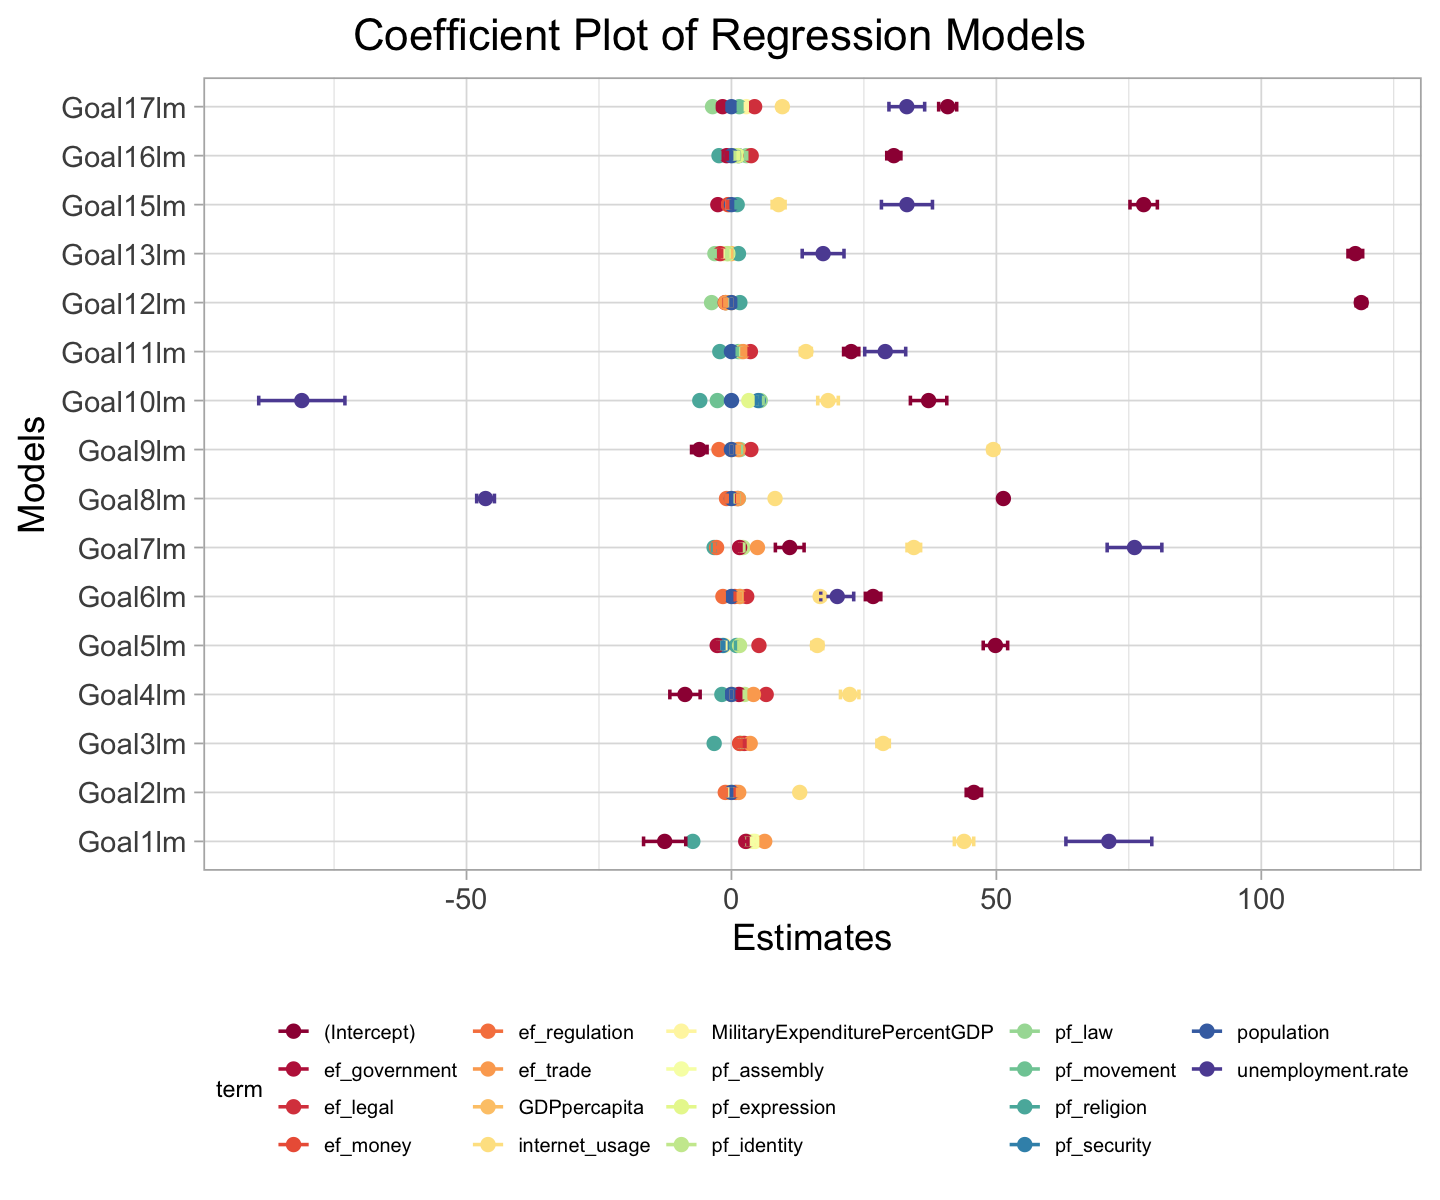 Coefficient Plot of Regression Models
Models
Goal17lm
Goal16lm
Goal15lm
Goal13lm
Goal12lm
Goal11lm
Goal10lm
Goal9lm
Goal8lm
Goal7lm
Goal6lm
Goal5lm
Goal4lm
Goal3lm
Goal2lm
Goal1lm
-50 0 50 100
Estimates
term
(Intercept) ef_regulation MilitaryExpenditurePercentGDP pf_law population
ef_government ef_trade pf_assembly pf_movement unemployment.rate
ef_legal GDPpercapita pf_expression pf_religion
ef_money internet_usage pf_identity pf_security